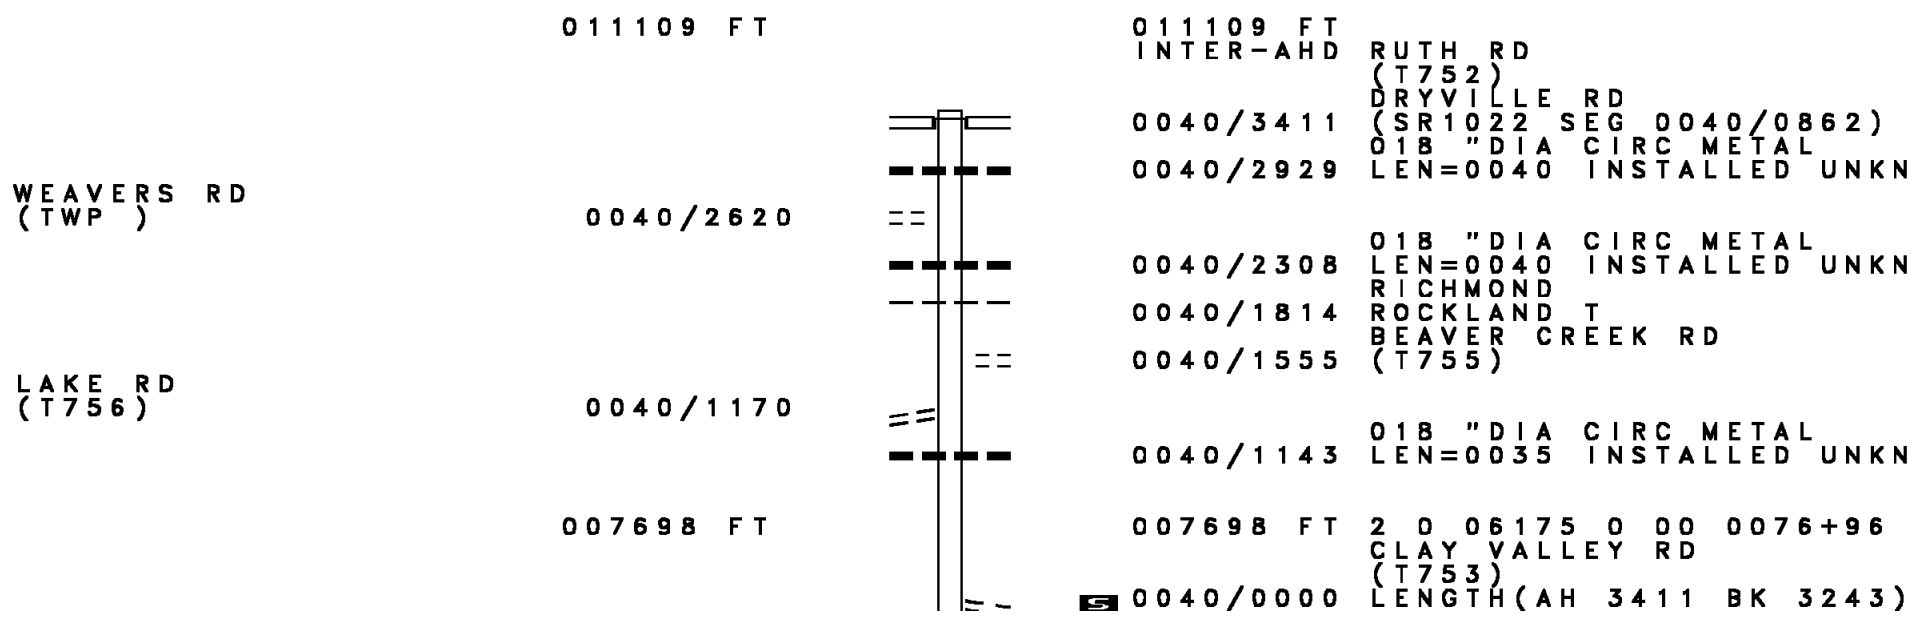 011109 FT 011109 FT
INTER-AHD RUTH RD
(T752)
DRYVILLE RD
0040/3411 (SR1022 SEG 0040/0862)
018 "DIA CIRC METAL
0040/2929 LEN=0040 INSTALLED UNKN
WEAVERS RD
(TWP ) 0040/2620
018 "DIA CIRC METAL
0040/2308 LEN=0040 INSTALLED UNKN
RICHMOND
0040/1814 ROCKLAND T
BEAVER CREEK RD
0040/1555 (T755)
LAKE RD
(T756) 0040/1170
018 "DIA CIRC METAL
0040/1143 LEN=0035 INSTALLED UNKN
007698 FT 007698 FT 2 0 06175 0 00 0076+96
CLAY VALLEY RD
(T753)
S 0040/0000 LENGTH(AH 3411 BK 3243)